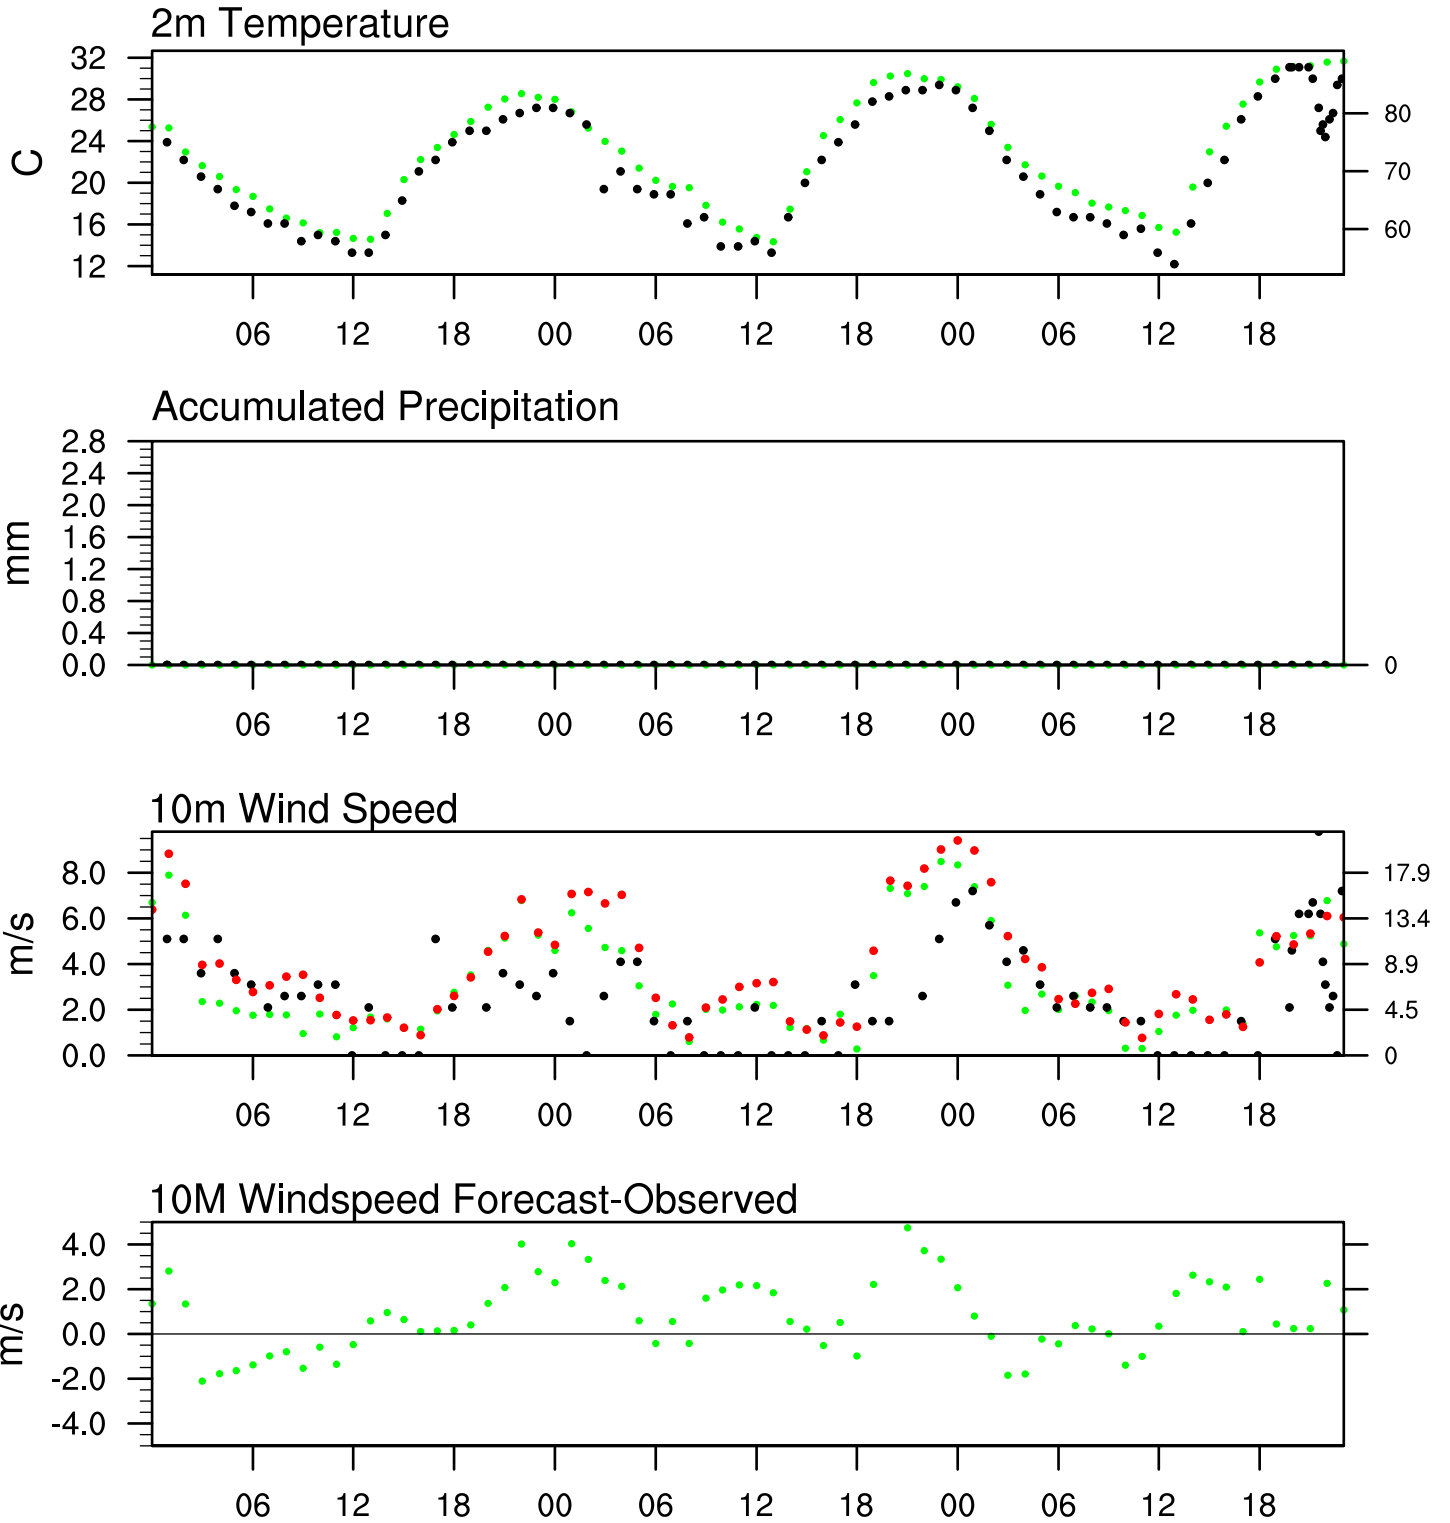 2m Temperature
32
28
24
20
16
12
C
80
70
60
06 12 18 00 06 12 18 00 06 12 18
Accumulated Precipitation
2.8
2.4
2.0
1.6
1.2
0.8
0.4
0.0
mm
0
06 12 18 00 06 12 18 00 06 12 18
10m Wind Speed
8.0
6.0
4.0
2.0
0.0
m/s
17.9
13.4
8.9
4.5
0
06 12 18 00 06 12 18 00 06 12 18
10M Windspeed Forecast-Observed
4.0
2.0
0.0
-2.0
-4.0
m/s
06 12 18 00 06 12 18 00 06 12 18